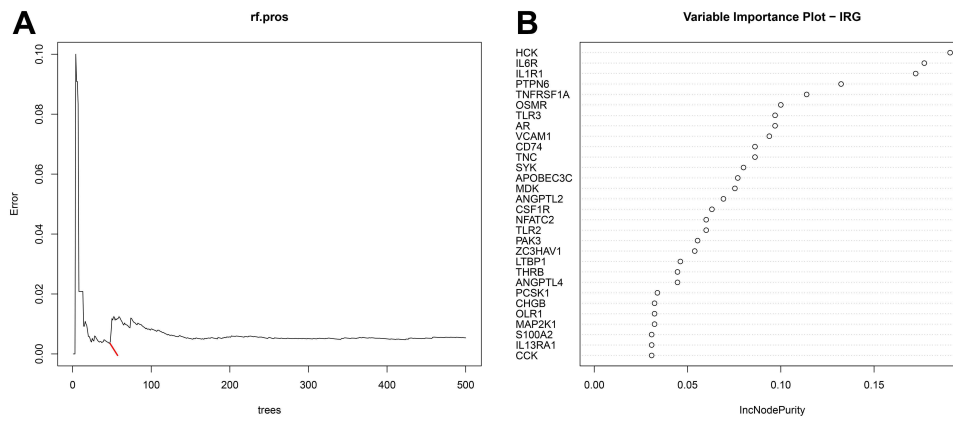 A
rf.pros
0.10
0.08
0.06
0.04
0.02
0.00
Error
0
100
200
300
400
500
trees
B
Variable Importance Plot − IRG
HCK
IL6R
IL1R1
PTPN6
TNFRSF1A
OSMR
TLR3
AR
VCAM1
CD74
TNC
SYK
APOBEC3C
MDK
ANGPTL2
CSF1R
NFATC2
TLR2
PAK3
ZC3HAV1
LTBP1
THRB
ANGPTL4
PCSK1
CHGB
OLR1
MAP2K1
S100A2
IL13RA1
CCK
0.00
0.05
0.10
0.15
IncNodePurity